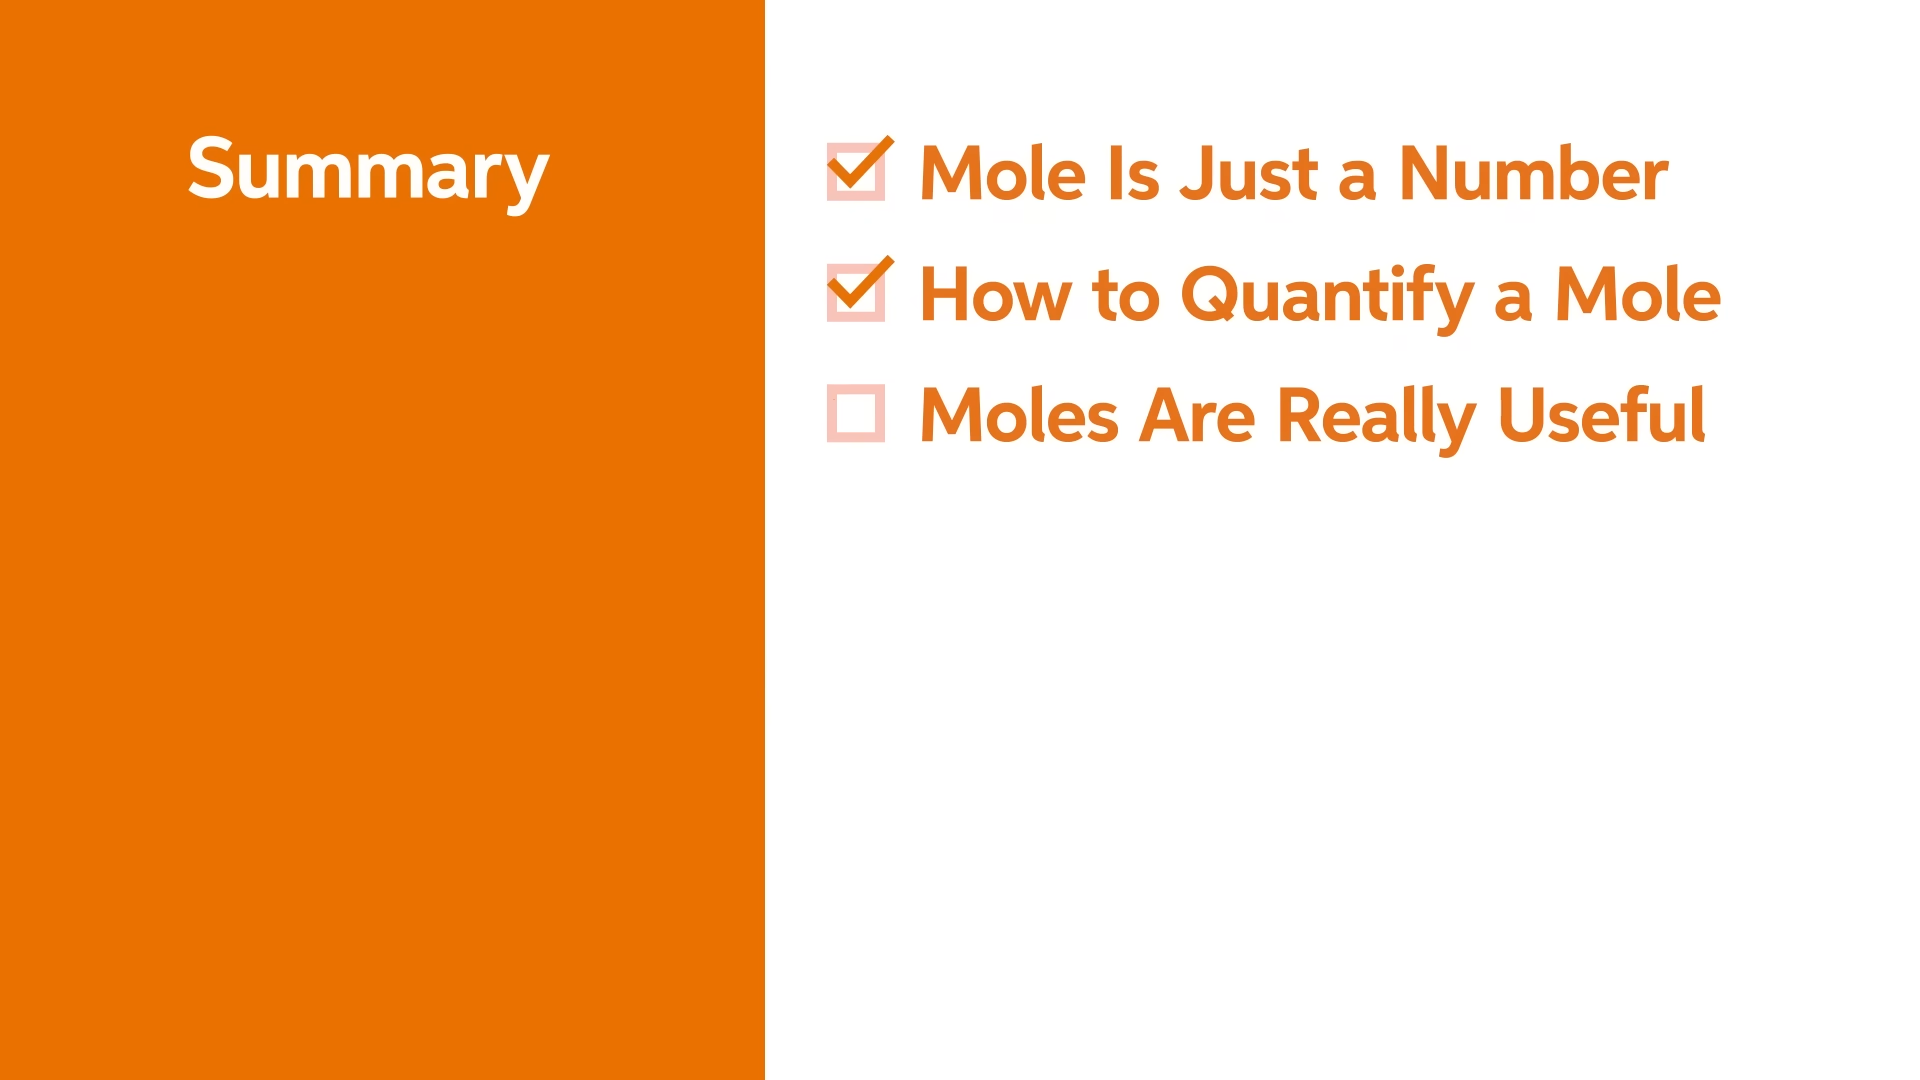 Summary
Mole Is Just a Number
How to Quantify a Mole
Moles Are Really Useful